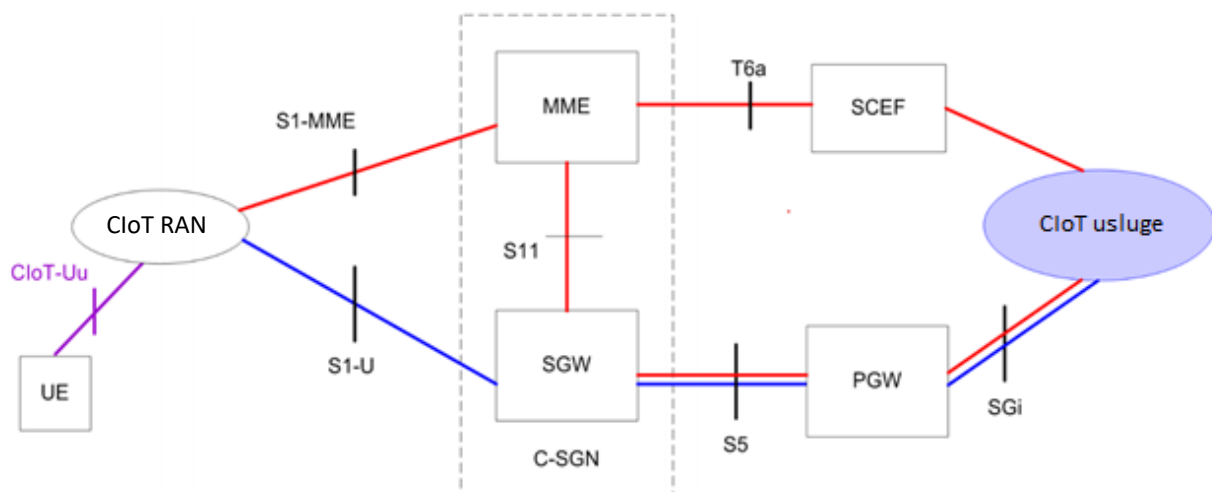 T6a
MME
SCEF
S1-MME
CIoT RAN
CIoT usluge
S11
CIoT-Uu
SGW
PGW
S1-U
UE
SGi
S5
C-SGN